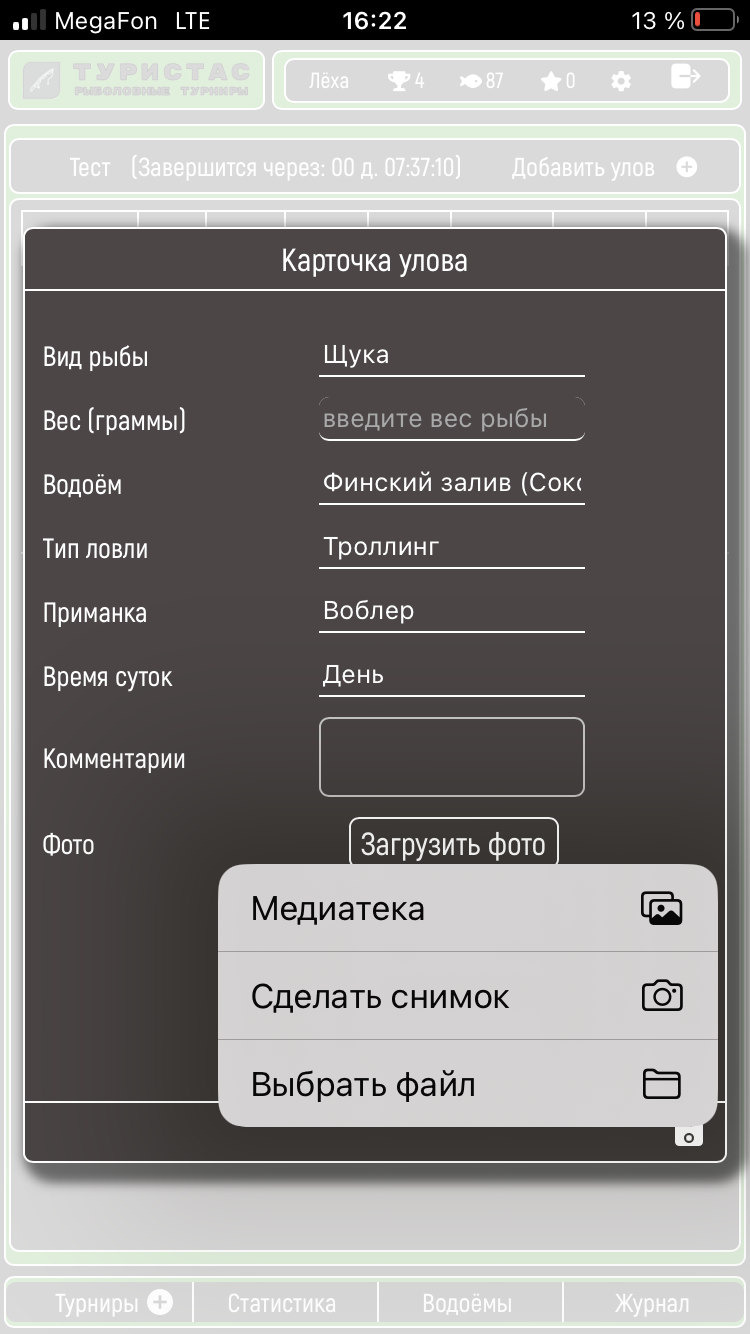 MegaFon LTE 16:22 13 %
ТУРИСТАС
РЫБОЛОВНЫЕ ТУРНИРЫ
Лёха 4 87 0
Тест (Завершится через: 00 д. 07:37:10) Добавить улов
Карточка улова
Вид рыбы Щука
Вес (граммы) введите вес рыбы
Водоём Финский залив (Соко
Тип ловли Троллинг
Приманка Воблер
Время суток День
Комментарии
Фото Загрузить фото
Медиатека
Сделать снимок
Выбрать файл
Турниры Статистика Водоёмы Журнал